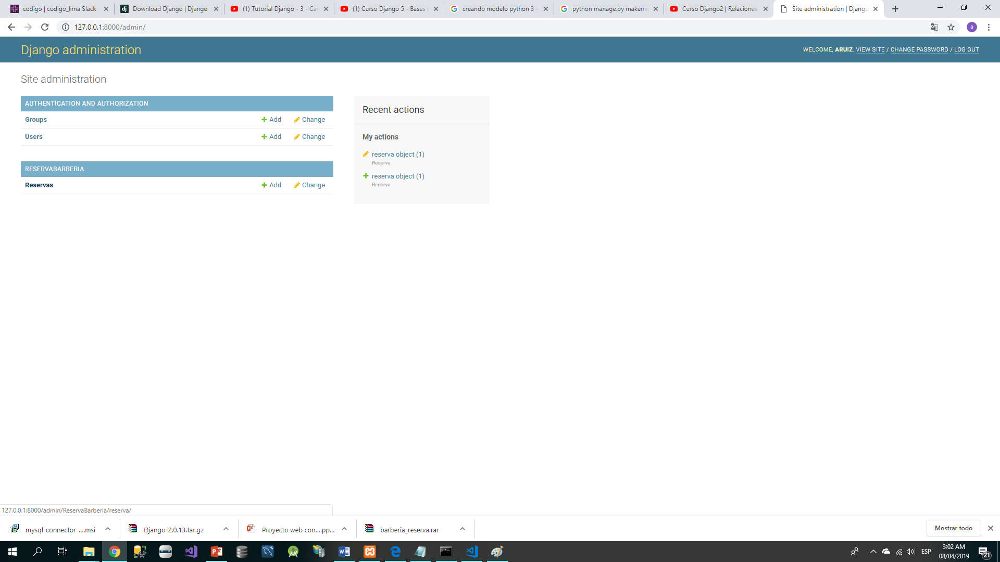 codigo | codigo_lima Slack
Download Django | Django
(1) Tutorial Django - 3 - Car
(1) Curso Django 5 - Bases
creando modelo python 3 -
python manage.py makemi
Curso Django2 | Relaciones
Site administration | Django
127.0.0.1:8000/admin/
a
Django administration
WELCOME, ARUIZ. VIEW SITE / CHANGE PASSWORD / LOG OUT
Site administration
AUTHENTICATION AND AUTHORIZATION
Groups Add Change
Users Add Change
RESERVABARBERIA
Reservas Add Change
Recent actions
My actions
reserva object (1)
Reserva
reserva object (1)
Reserva
127.0.0.1:8000/admin/ReservaBarberia/reserva/
mysql-connector-....msi
Django-2.0.13.tar.gz
Proyecto web con....pp...
barberia_reserva.rar
Mostrar todo
ESP
3:02 AM
08/04/2019
21